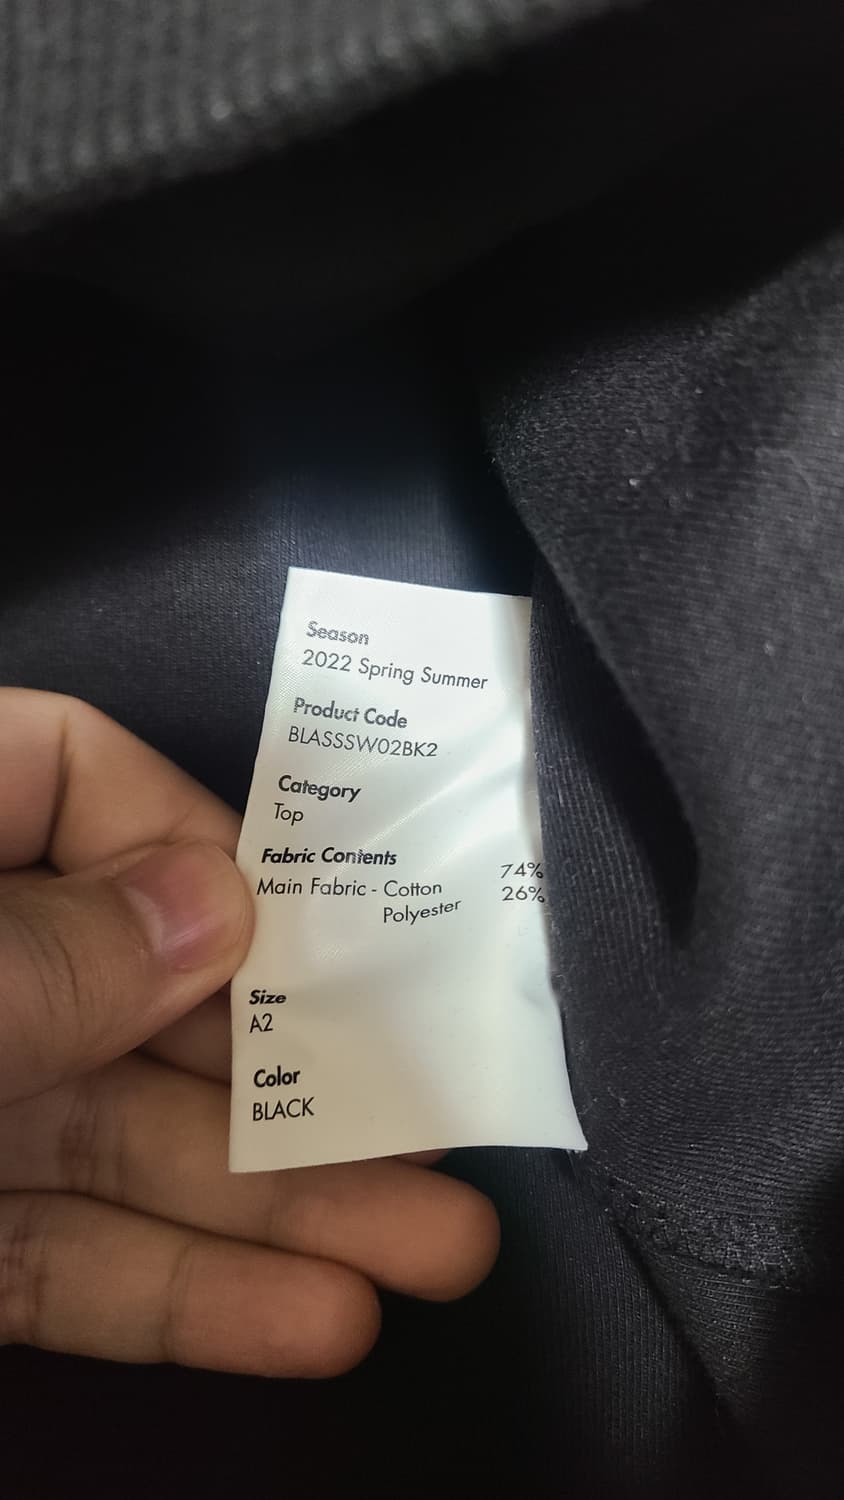 Season
2022 Spring Summer
Product Code
BLASSSW02BK2
Category
Top
Fabric Contents
Main Fabric - Cotton 74%
Polyester 26%
Size
A2
Color
BLACK